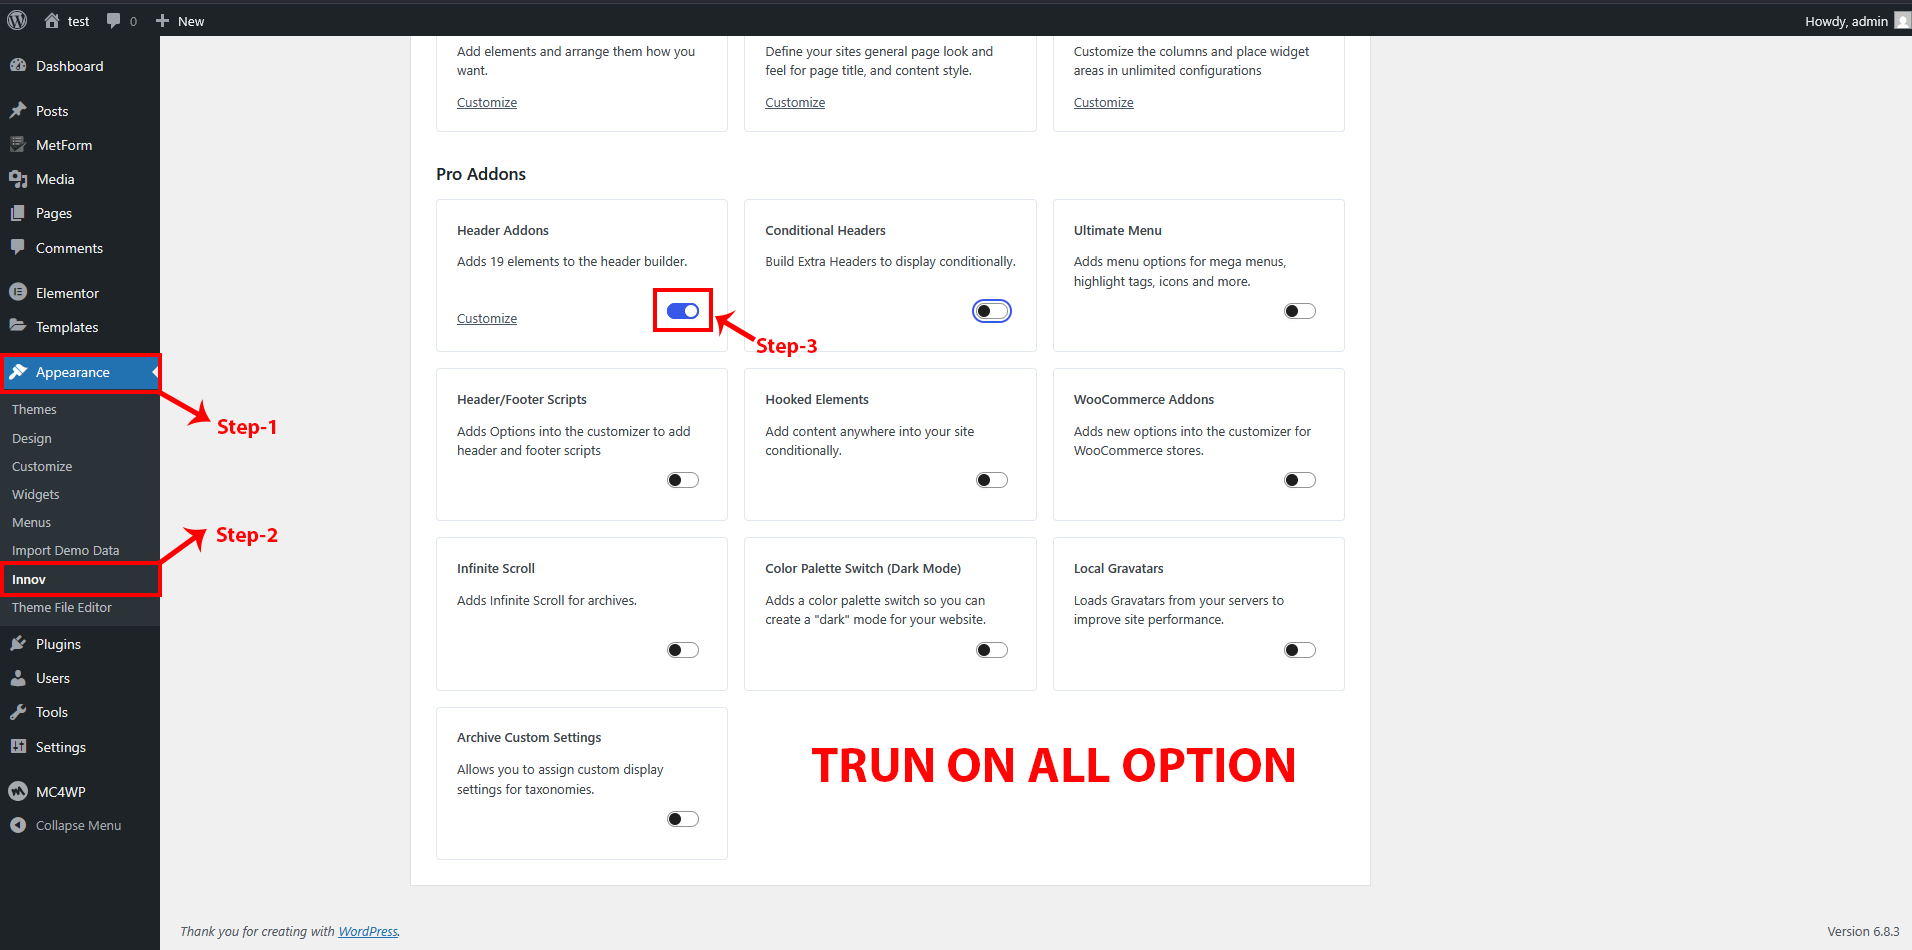 test
0
New
Howdy, admin
Dashboard
Posts
MetForm
Media
Pages
Comments
Elementor
Templates
Appearance
Themes
Design
Customize
Widgets
Menus
Import Demo Data
Innov
Theme File Editor
Plugins
Users
Tools
Settings
MC4WP
Collapse Menu
Step-1
Step-2
Add elements and arrange them how you
want.
Customize
Define your sites general page look and
feel for page title, and content style.
Customize
Customize the columns and place widget
areas in unlimited configurations
Customize
Pro Addons
Header Addons
Adds 19 elements to the header builder.
Customize
Step-3
Conditional Headers
Build Extra Headers to display conditionally.
Ultimate Menu
Adds menu options for mega menus,
highlight tags, icons and more.
Header/Footer Scripts
Adds Options into the customizer to add
header and footer scripts
Hooked Elements
Add content anywhere into your site
conditionally.
WooCommerce Addons
Adds new options into the customizer for
WooCommerce stores.
Infinite Scroll
Adds Infinite Scroll for archives.
Color Palette Switch (Dark Mode)
Adds a color palette switch so you can
create a "dark" mode for your website.
Local Gravatars
Loads Gravatars from your servers to
improve site performance.
Archive Custom Settings
Allows you to assign custom display
settings for taxonomies.
TRUN ON ALL OPTION
Thank you for creating with WordPress.
Version 6.8.3